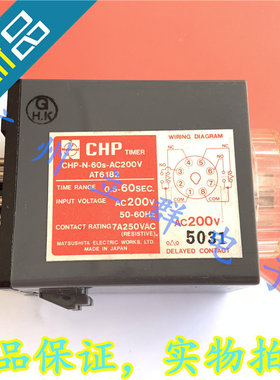 品
G
H.K
CHP
TIMER
CHP-N-60s-AC200V
AT6182
TIME RANGE 0.6-60SEC.
INPUT VOLTAGE AC200V
50-60Hz
CONTACT RATING 7A250VAC
(RESISTIVE).
MATSUSHITA ELECTRIC WORKS, LTD.
MADE IN JAPAN
WIRING DIAGRAM
AC200V
5031
DELAYED CONTACT
品保证，实物拍